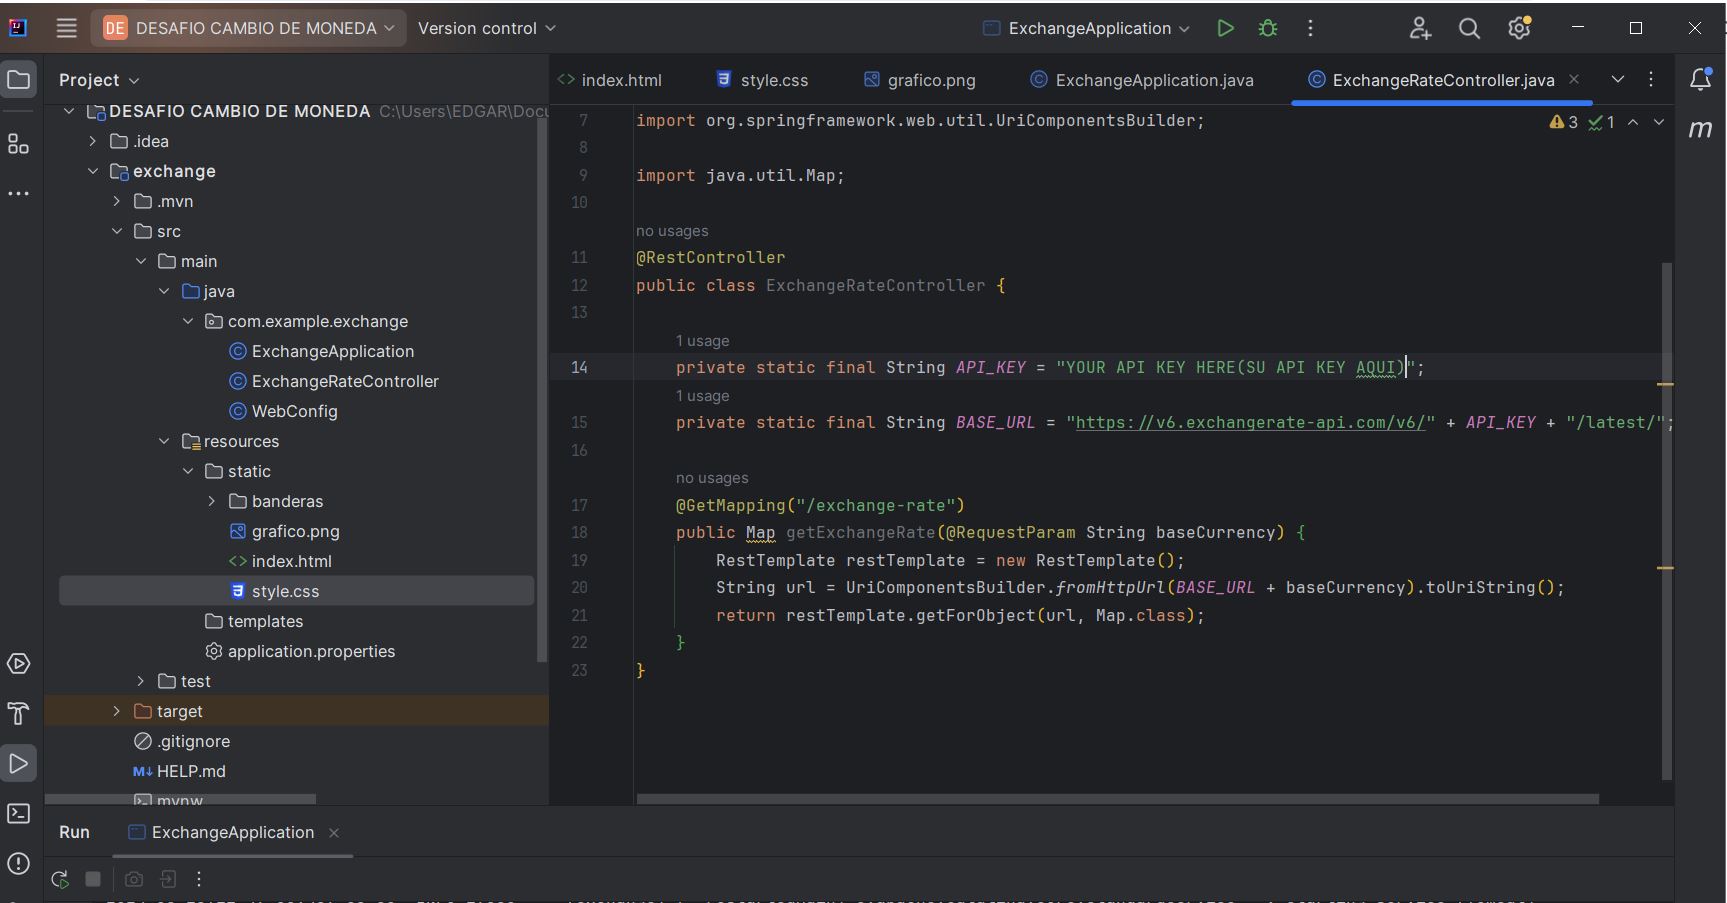 DE DESAFIO CAMBIO DE MONEDA Version control ExchangeApplication
Project
index.html style.css grafico.png ExchangeApplication.java ExchangeRateController.java
DESAFIO CAMBIO DE MONEDA C:\Users\EDGAR\Docu
.idea
exchange
.mvn
src
main
java
com.example.exchange
ExchangeApplication
ExchangeRateController
WebConfig
resources
static
banderas
grafico.png
index.html
style.css
templates
application.properties
test
target
.gitignore
M↓ HELP.md
mvnw
7 import org.springframework.web.util.UriComponentsBuilder;
3 1
8
9 import java.util.Map;
10
no usages
11 @RestController
12 public class ExchangeRateController {
13
1 usage
14 private static final String API_KEY = "YOUR API KEY HERE(SU API KEY AQUI)";
1 usage
15 private static final String BASE_URL = "https://v6.exchangerate-api.com/v6/" + API_KEY + "/latest/";
16
no usages
17 @GetMapping("/exchange-rate")
18 public Map getExchangeRate(@RequestParam String baseCurrency) {
19 RestTemplate restTemplate = new RestTemplate();
20 String url = UriComponentsBuilder.fromHttpUrl(BASE_URL + baseCurrency).toUriString();
21 return restTemplate.getForObject(url, Map.class);
22 }
23 }
m
Run ExchangeApplication